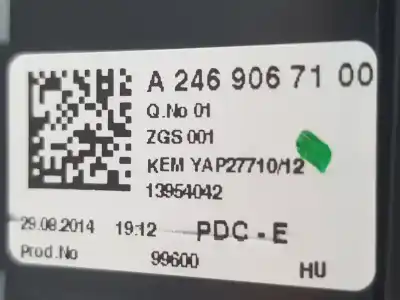 A 246 906 71 00
Q.No 01
ZGS 001
KEM YAP27710/12
13954042
29.08.2014 19:12 PDC - E
Prod.No 99600 HU